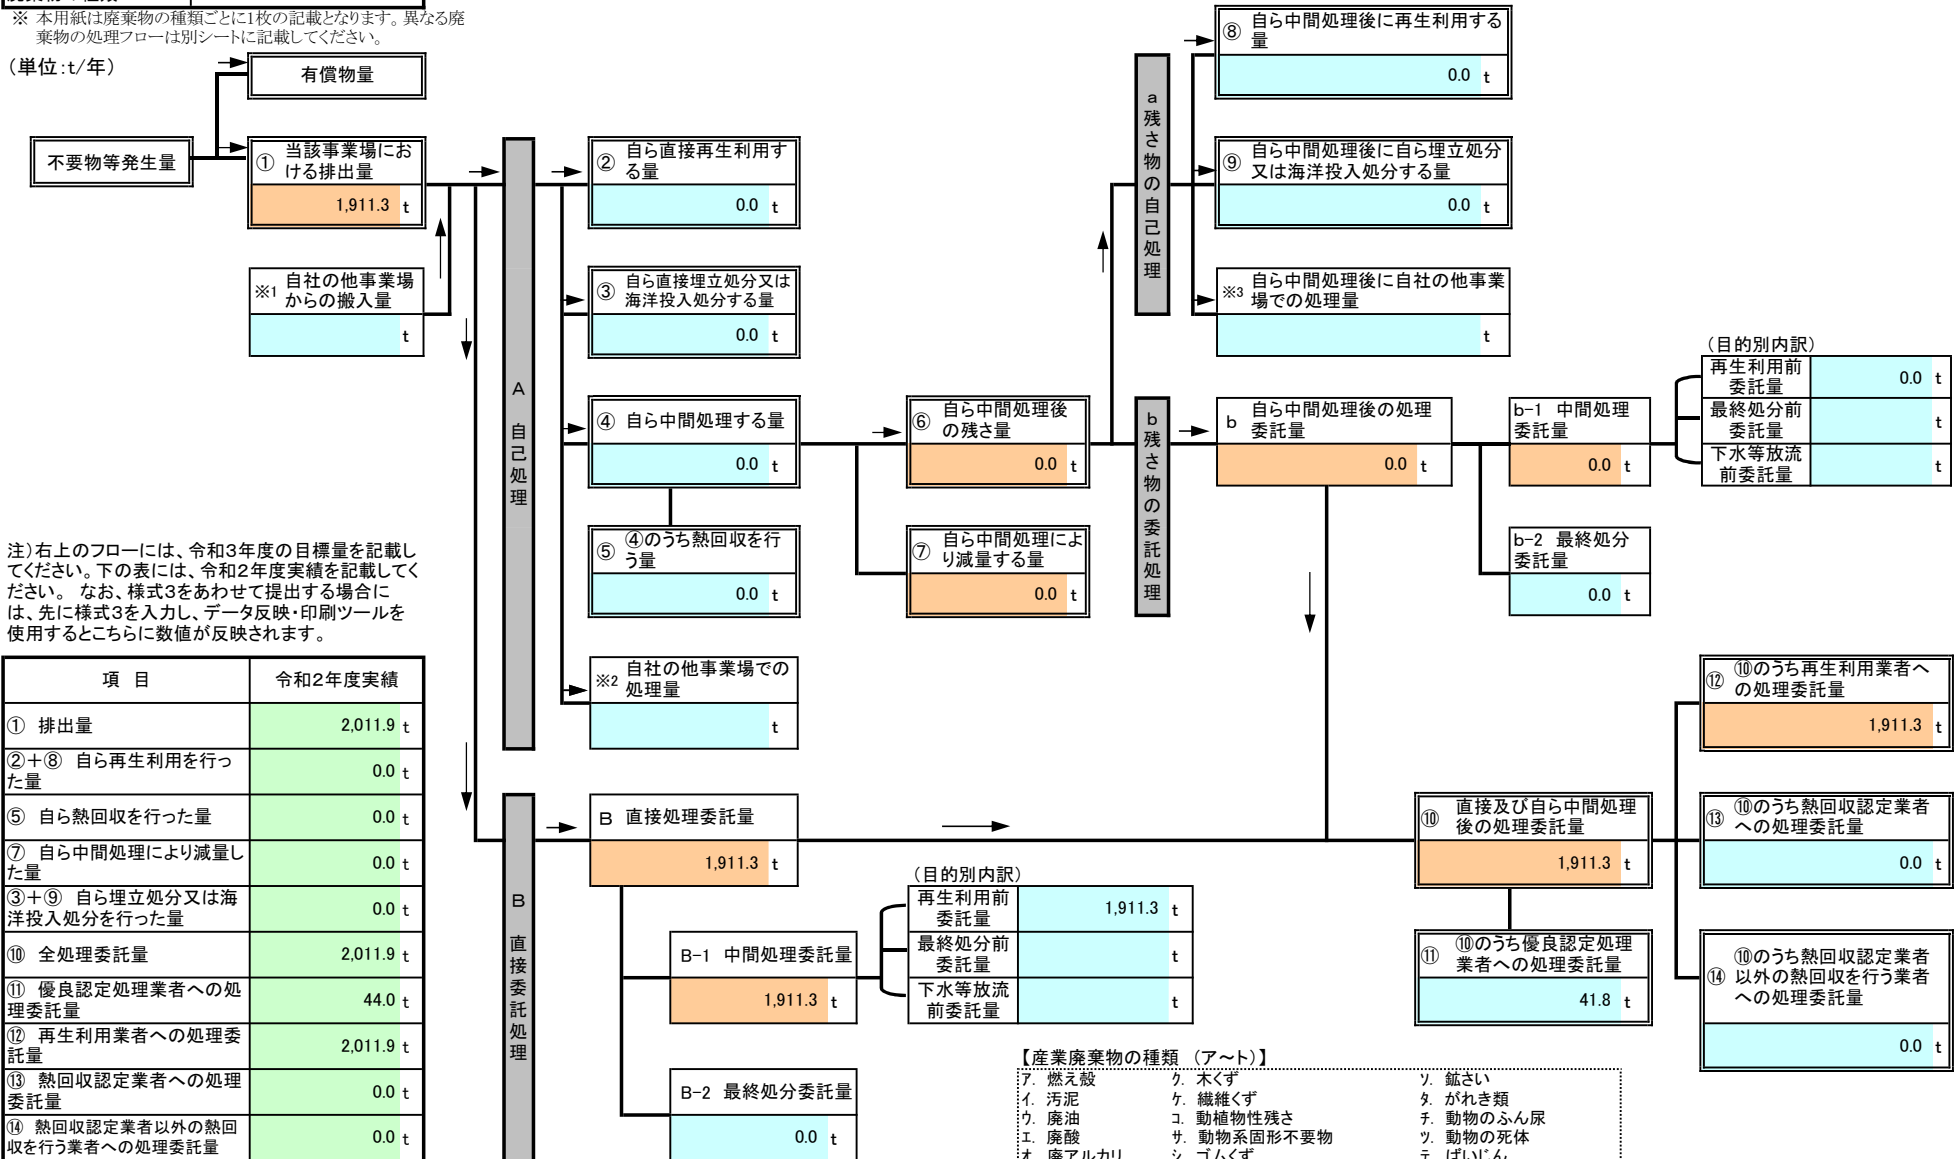 ※ 本用紙は廃棄物の種類ごとに1枚の記載となります。異なる廃
棄物の処理フローは別シートに記載してください。
（単位:t/年）
有償物量
不要物等発生量
① 当該事業場にお
ける排出量
1,911.3 t
※1 自社の他事業場
からの搬入量
t
A 自己処理
② 自ら直接再生利用す
る量
0.0 t
③ 自ら直接埋立処分又は
海洋投入処分する量
0.0 t
④ 自ら中間処理する量
0.0 t
⑤ ④のうち熱回収を行
う量
0.0 t
※2 自社の他事業場での
処理量
t
⑥ 自ら中間処理後
の残さ量
0.0 t
⑦ 自ら中間処理によ
り減量する量
0.0 t
a残さ物の自己処理
⑧ 自ら中間処理後に再生利用する
量
0.0 t
⑨ 自ら中間処理後に自ら埋立処分
又は海洋投入処分する量
0.0 t
※3 自ら中間処理後に自社の他事業
場での処理量
t
b残さ物の委託処理
b 自ら中間処理後の処理
委託量
0.0 t
b-1 中間処理
委託量
0.0 t
b-2 最終処分
委託量
0.0 t
（目的別内訳）
再生利用前
委託量
0.0 t
最終処分前
委託量
t
下水等放流
前委託量
t
注）右上のフローには、令和3年度の目標量を記載し
てください。下の表には、令和2年度実績を記載してく
ださい。 なお、様式3をあわせて提出する場合に
は、先に様式3を入力し、データ反映・印刷ツールを
使用するとこちらに数値が反映されます。
項 目 令和2年度実績
① 排出量 2,011.9 t
②＋⑧ 自ら再生利用を行っ
た量 0.0 t
⑤ 自ら熱回収を行った量 0.0 t
⑦ 自ら中間処理により減量し
た量 0.0 t
③＋⑨ 自ら埋立処分又は海
洋投入処分を行った量 0.0 t
⑩ 全処理委託量 2,011.9 t
⑪ 優良認定処理業者への処
理委託量 44.0 t
⑫ 再生利用業者への処理委
託量 2,011.9 t
⑬ 熱回収認定業者への処理
委託量 0.0 t
⑭ 熱回収認定業者以外の熱回
収を行う業者への処理委託量 0.0 t
B 直接委託処理
B 直接処理委託量
1,911.3 t
B-1 中間処理委託量
1,911.3 t
B-2 最終処分委託量
0.0 t
（目的別内訳）
再生利用前
委託量
1,911.3 t
最終処分前
委託量
t
下水等放流
前委託量
t
⑩ 直接及び自ら中間処理
後の処理委託量
1,911.3 t
⑪ ⑩のうち優良認定処理
業者への処理委託量
41.8 t
⑫ ⑩のうち再生利用業者へ
の処理委託量
1,911.3 t
⑬ ⑩のうち熱回収認定業者
への処理委託量
0.0 t
⑭ ⑩のうち熱回収認定業者
以外の熱回収を行う業者
への処理委託量
0.0 t
【産業廃棄物の種類 （ア～ト）】
ア. 燃え殻 ク. 木くず ソ. 鉱さい
イ. 汚泥 ケ. 繊維くず タ. がれき類
ウ. 廃油 コ. 動植物性残さ チ. 動物のふん尿
エ. 廃酸 サ. 動物系固形不要物 ツ. 動物の死体
オ. 廃アルカリ シ. ゴムくず テ. ばいじん